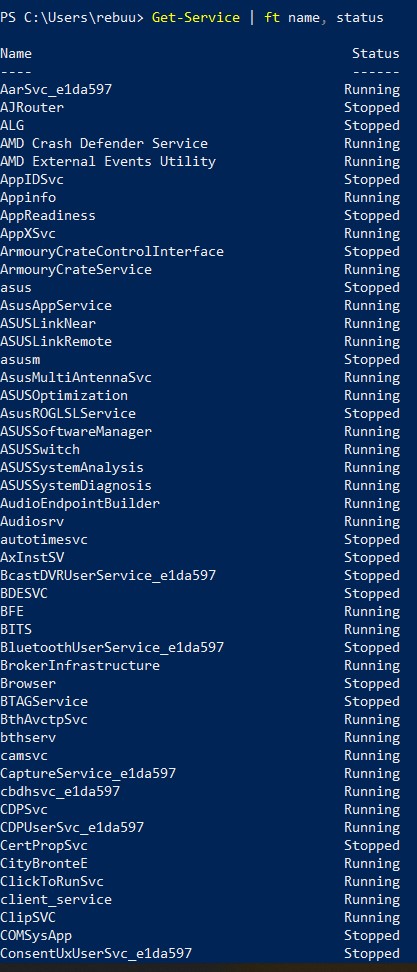 PS C:\Users\rebuu> Get-Service | ft name, status
Name Status
---- ------
AarSvc_e1da597 Running
AJRouter Stopped
ALG Stopped
AMD Crash Defender Service Running
AMD External Events Utility Running
AppIDSvc Stopped
Appinfo Running
AppReadiness Stopped
AppXSvc Running
ArmouryCrateControlInterface Stopped
ArmouryCrateService Running
asus Stopped
AsusAppService Running
ASUSLinkNear Running
ASUSLinkRemote Running
asusm Stopped
AsusMultiAntennaSvc Running
ASUSOptimization Running
AsusROGLSLService Stopped
ASUSSoftwareManager Running
ASUSSwitch Running
ASUSSystemAnalysis Running
ASUSSystemDiagnosis Running
AudioEndpointBuilder Running
Audiosrv Running
autotimesvc Stopped
AxInstSV Stopped
BcastDVRUserService_e1da597 Stopped
BDESVC Stopped
BFE Running
BITS Running
BluetoothUserService_e1da597 Stopped
BrokerInfrastructure Running
Browser Stopped
BTAGService Stopped
BthAvctpSvc Running
bthserv Running
camsvc Running
CaptureService_e1da597 Running
cbdhsvc_e1da597 Running
CDPSvc Running
CDPUserSvc_e1da597 Running
CertPropSvc Stopped
CityBronteE Running
ClickToRunSvc Running
client_service Running
ClipSVC Running
COMSysApp Stopped
ConsentUxUserSvc_e1da597 Stopped